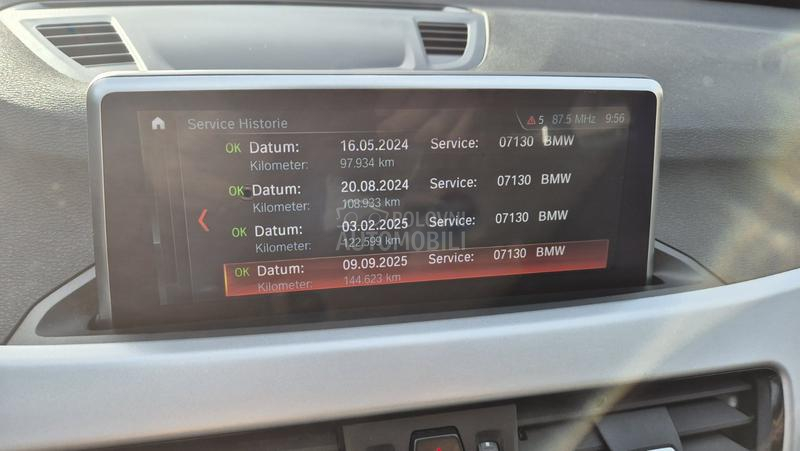 Service Historie
5 87.5 MHz 9:56
OK Datum: 16.05.2024 Service: 07130 BMW
Kilometer: 97.934 km
OK Datum: 20.08.2024 Service: 07130 BMW
Kilometer: 108.933 km
OK Datum: 03.02.2025 Service: 07130 BMW
Kilometer: 122.599 km
POLOVNI
AUTOMOBILI
OK Datum: 09.09.2025 Service: 07130 BMW
Kilometer: 144.623 km